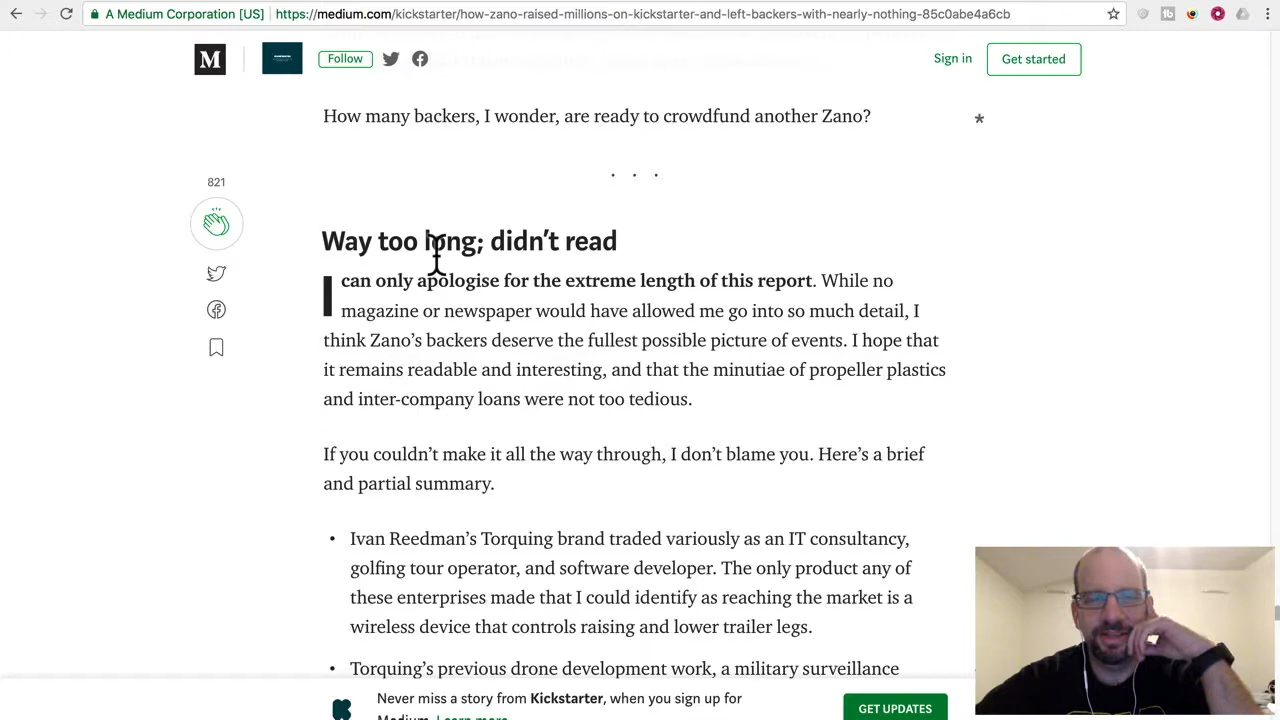 A Medium Corporation [US] https://medium.com/kickstarter/how-zano-raised-millions-on-kickstarter-and-left-backers-with-nearly-nothing-85c0abe4a6cb
M Follow Sign in Get started
How many backers, I wonder, are ready to crowdfund another Zano? *
. . .
821
Way too long; didn’t read
I can only apologise for the extreme length of this report. While no
magazine or newspaper would have allowed me go into so much detail, I
think Zano’s backers deserve the fullest possible picture of events. I hope that
it remains readable and interesting, and that the minutiae of propeller plastics
and inter-company loans were not too tedious.
If you couldn’t make it all the way through, I don’t blame you. Here’s a brief
and partial summary.
• Ivan Reedman’s Torquing brand traded variously as an IT consultancy,
golfing tour operator, and software developer. The only product any of
these enterprises made that I could identify as reaching the market is a
wireless device that controls raising and lower trailer legs.
• Torquing’s previous drone development work, a military surveillance
Never miss a story from Kickstarter, when you sign up for
Medium. Learn more
GET UPDATES